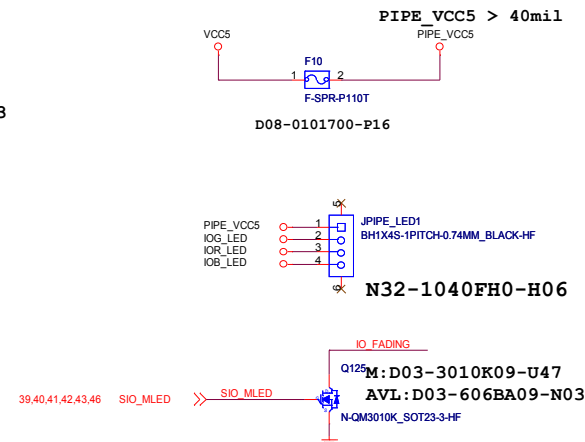 PIPE_VCC5 > 40mil
VCC5
PIPE_VCC5
F10
1
2
F-SPR-P110T
D08-0101700-P16
3
5
PIPE_VCC5
1
JPIPE_LED1
IOG_LED
2
BH1X4S-1PITCH-0.74MM_BLACK-HF
IOR_LED
3
IOB_LED
4
6
N32-1040FH0-H06
IO_FADING
Q125
M:D03-3010K09-U47
39,40,41,42,43,46
SIO_MLED
SIO_MLED
AVL:D03-606BA09-N03
N-QM3010K_SOT23-3-HF